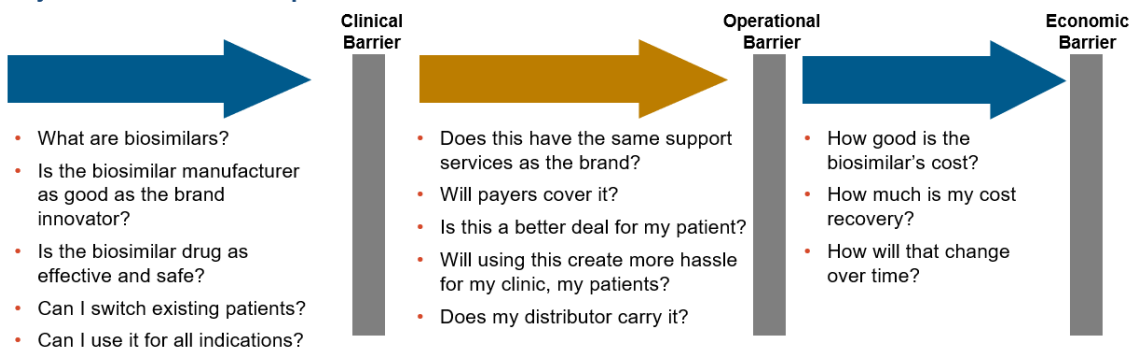 Clinical
Barrier
Operational
Barrier
Economic
Barrier
• What are biosimilars?
• Is the biosimilar manufacturer
as good as the brand
innovator?
• Is the biosimilar drug as
effective and safe?
• Can I switch existing patients?
• Can I use it for all indications?
• Does this have the same support
services as the brand?
• Will payers cover it?
• Is this a better deal for my patient?
• Will using this create more hassle
for my clinic, my patients?
• Does my distributor carry it?
• How good is the
biosimilar’s cost?
• How much is my cost
recovery?
• How will that change
over time?